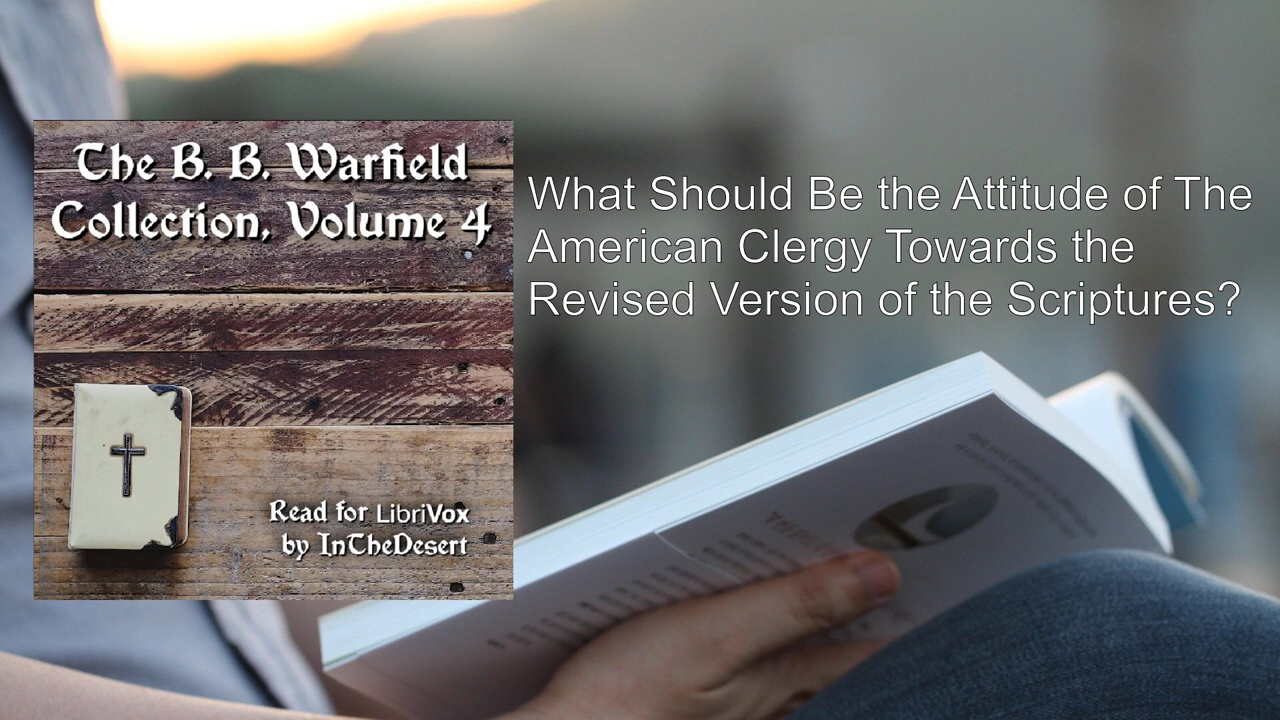 The B. B. Warfield
Collection, Volume 4
Read for LibriVox
by InTheDesert
What Should Be the Attitude of The
American Clergy Towards the
Revised Version of the Scriptures?